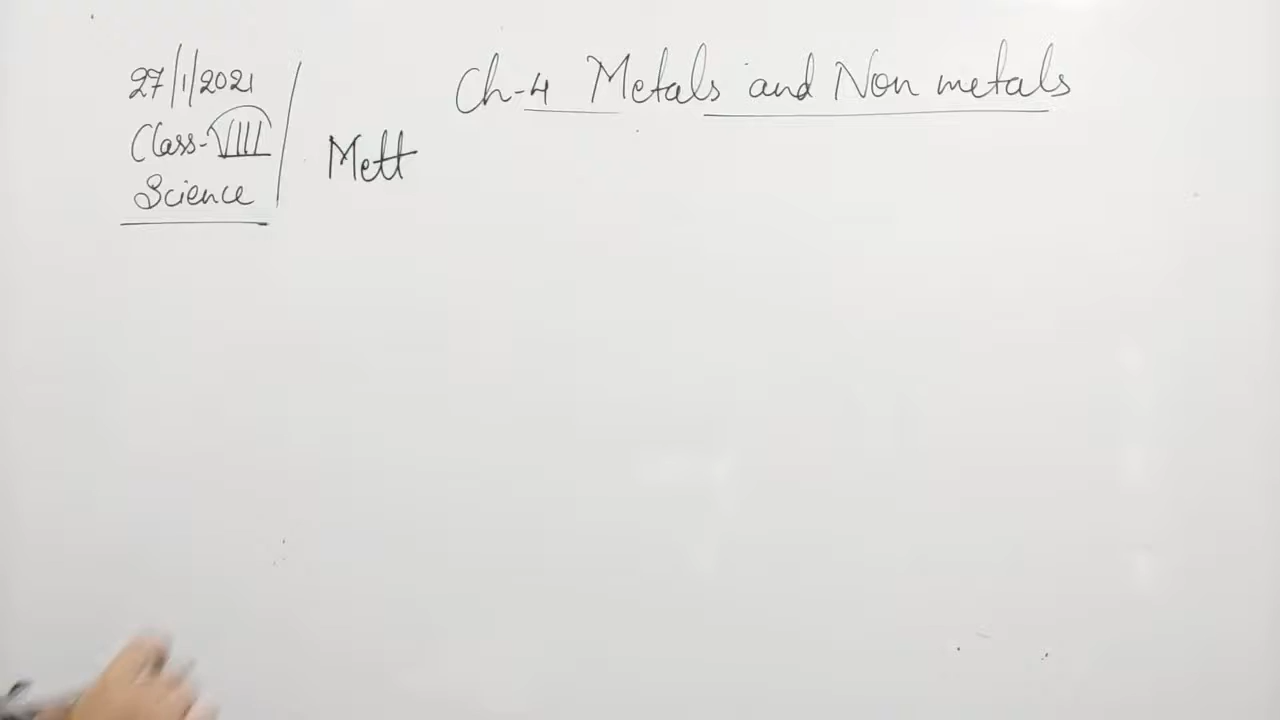 27/1/2021
Class-VIII
Science
Ch-4 Metals and Non metals
Mett